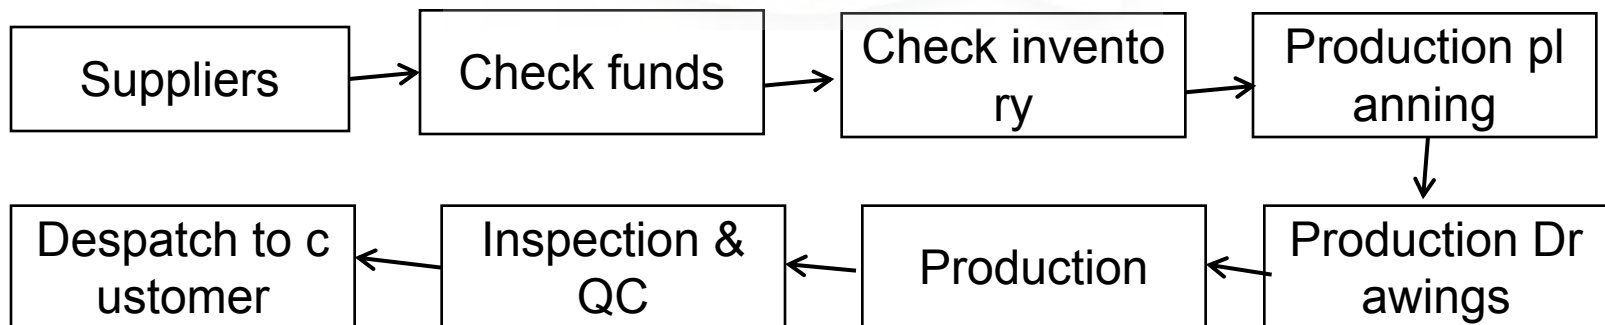 Suppliers
Check funds
Check invento
ry
Production pl
anning
Despatch to c
ustomer
Inspection &
QC
Production
Production Dr
awings